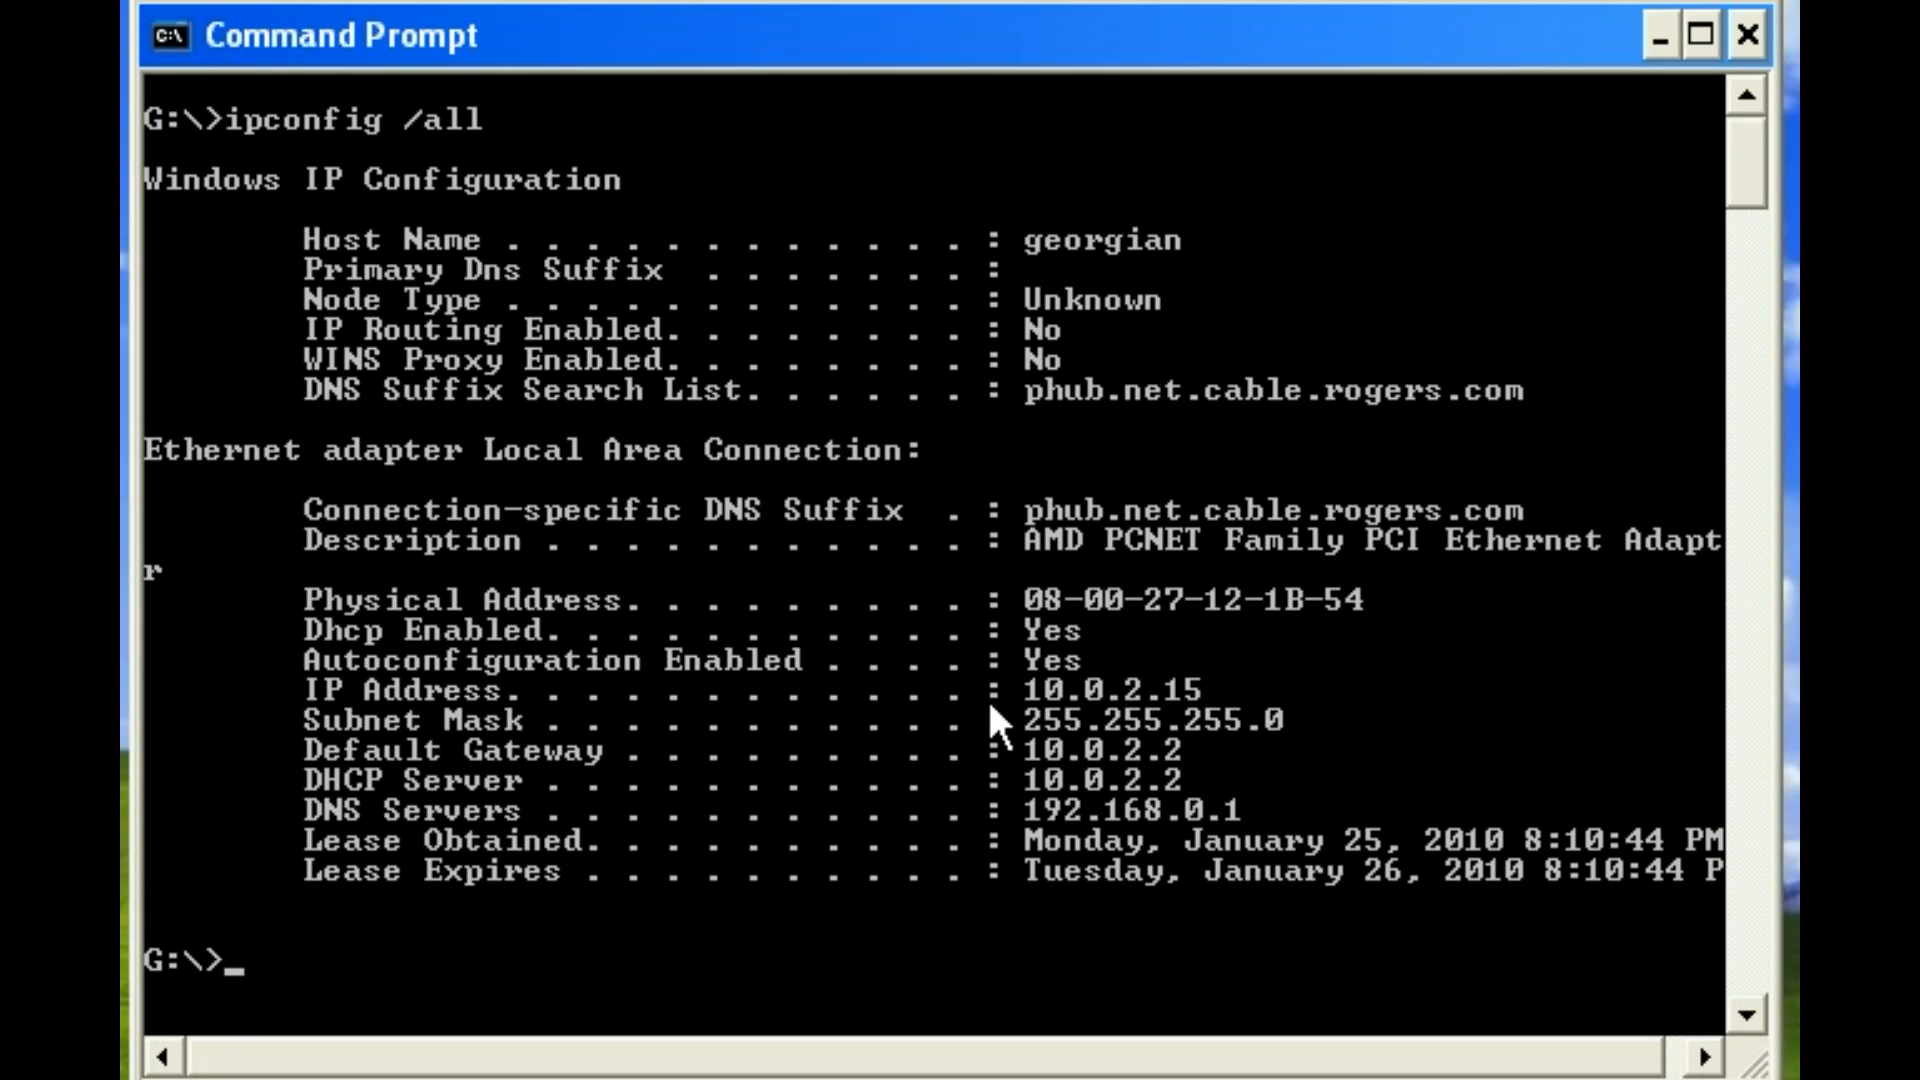 Command Prompt
G:\>ipconfig /all
Windows IP Configuration
Host Name . . . . . . . . . . . . : georgian
Primary Dns Suffix  . . . . . . . :
Node Type . . . . . . . . . . . . : Unknown
IP Routing Enabled. . . . . . . . : No
WINS Proxy Enabled. . . . . . . . : No
DNS Suffix Search List. . . . . . : phub.net.cable.rogers.com
Ethernet adapter Local Area Connection:
Connection-specific DNS Suffix  . : phub.net.cable.rogers.com
Description . . . . . . . . . . . : AMD PCNET Family PCI Ethernet Adapt
r
Physical Address. . . . . . . . . : 08-00-27-12-1B-54
Dhcp Enabled. . . . . . . . . . . : Yes
Autoconfiguration Enabled . . . . : Yes
IP Address. . . . . . . . . . . . : 10.0.2.15
Subnet Mask . . . . . . . . . . . 255.255.255.0
Default Gateway . . . . . . . . . : 10.0.2.2
DHCP Server . . . . . . . . . . . : 10.0.2.2
DNS Servers . . . . . . . . . . . : 192.168.0.1
Lease Obtained. . . . . . . . . . : Monday, January 25, 2010 8:10:44 PM
Lease Expires . . . . . . . . . . : Tuesday, January 26, 2010 8:10:44 P
G:\>_